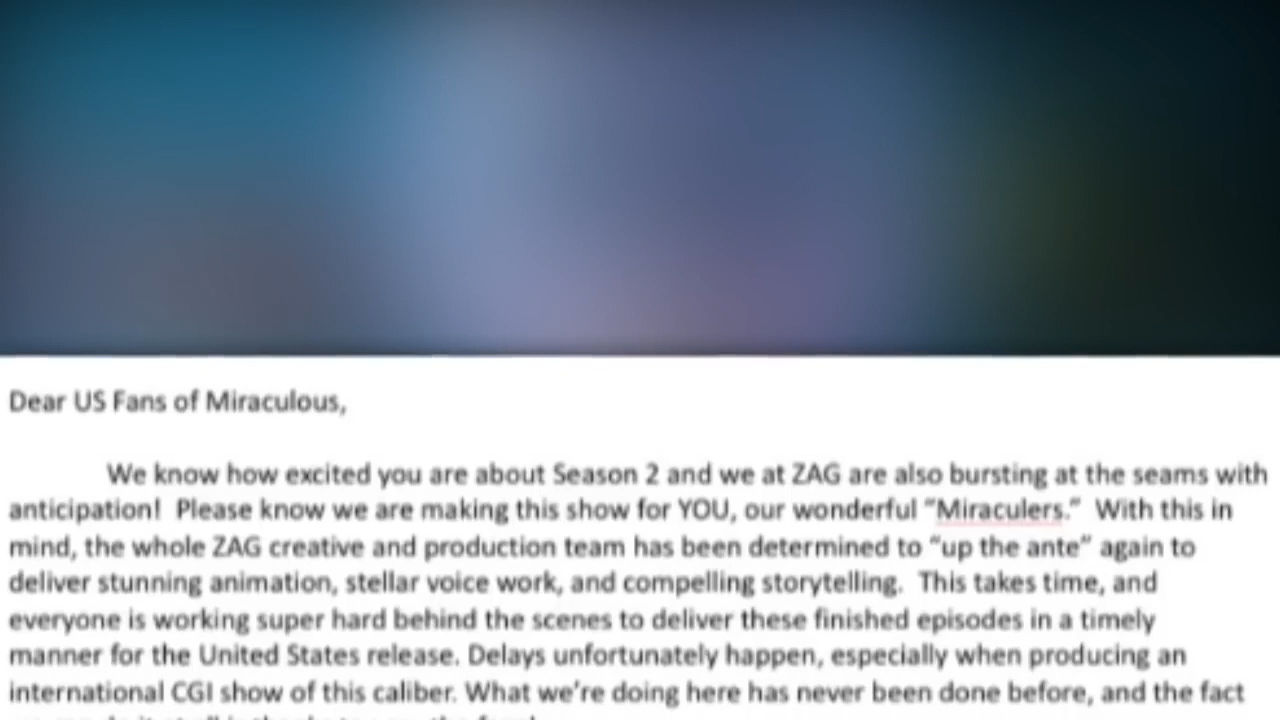 Dear US Fans of Miraculous,
We know how excited you are about Season 2 and we at ZAG are also bursting at the seams with
anticipation!  Please know we are making this show for YOU, our wonderful “Miraculers.”  With this in
mind, the whole ZAG creative and production team has been determined to “up the ante” again to
deliver stunning animation, stellar voice work, and compelling storytelling.  This takes time, and
everyone is working super hard behind the scenes to deliver these finished episodes in a timely
manner for the United States release. Delays unfortunately happen, especially when producing an
international CGI show of this caliber. What we’re doing here has never been done before, and the fact